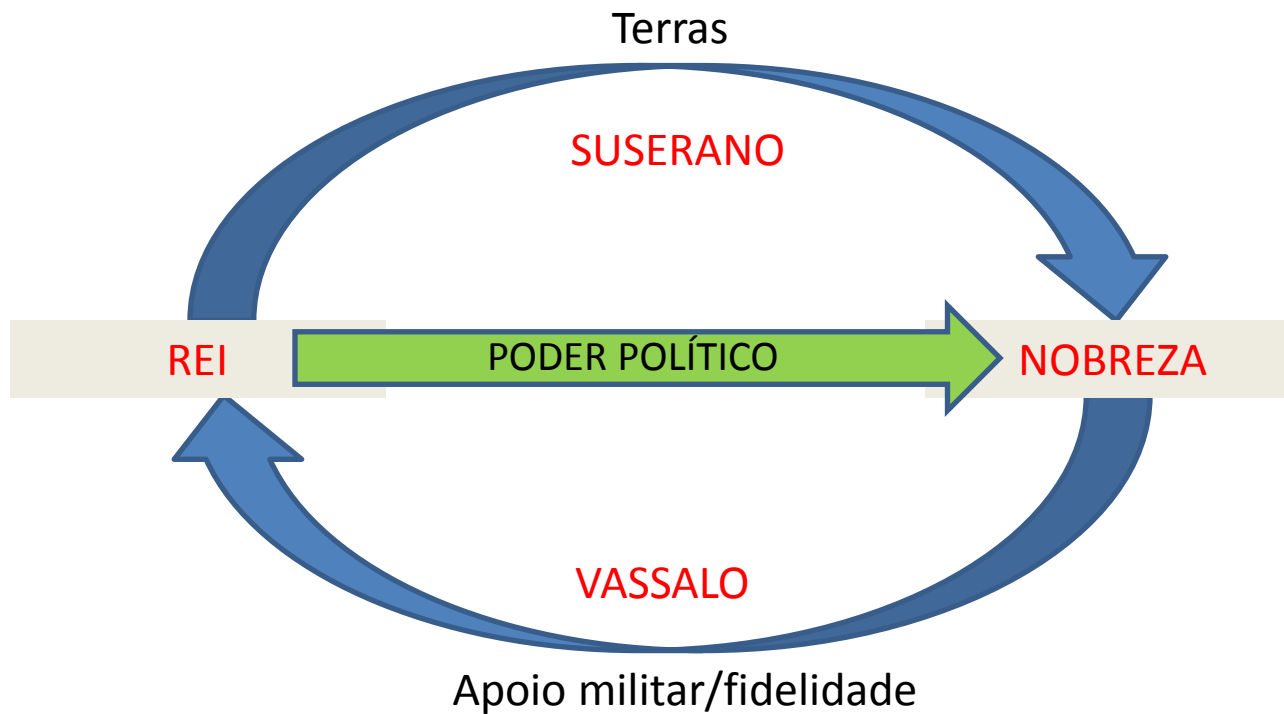 Terras
SUSERANO
REI
PODER POLÍTICO
NOBREZA
VASSALO
Apoio militar/fidelidade